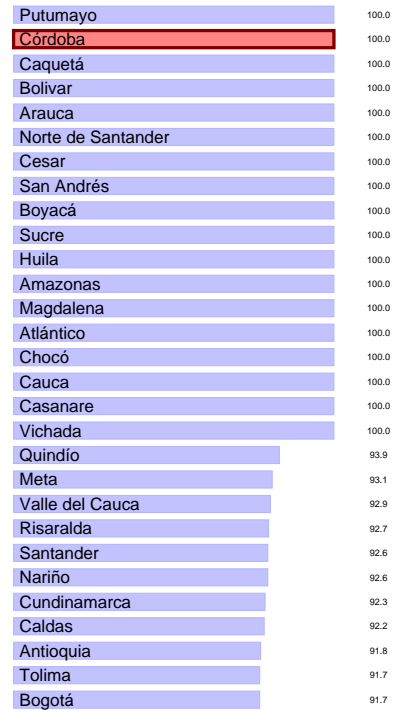 Putumayo 100.0
Córdoba 100.0
Caquetá 100.0
Bolivar 100.0
Arauca 100.0
Norte de Santander 100.0
Cesar 100.0
San Andrés 100.0
Boyacá 100.0
Sucre 100.0
Huila 100.0
Amazonas 100.0
Magdalena 100.0
Atlántico 100.0
Chocó 100.0
Cauca 100.0
Casanare 100.0
Vichada 100.0
Quindío 93.9
Meta 93.1
Valle del Cauca 92.9
Risaralda 92.7
Santander 92.6
Nariño 92.6
Cundinamarca 92.3
Caldas 92.2
Antioquia 91.8
Tolima 91.7
Bogotá 91.7